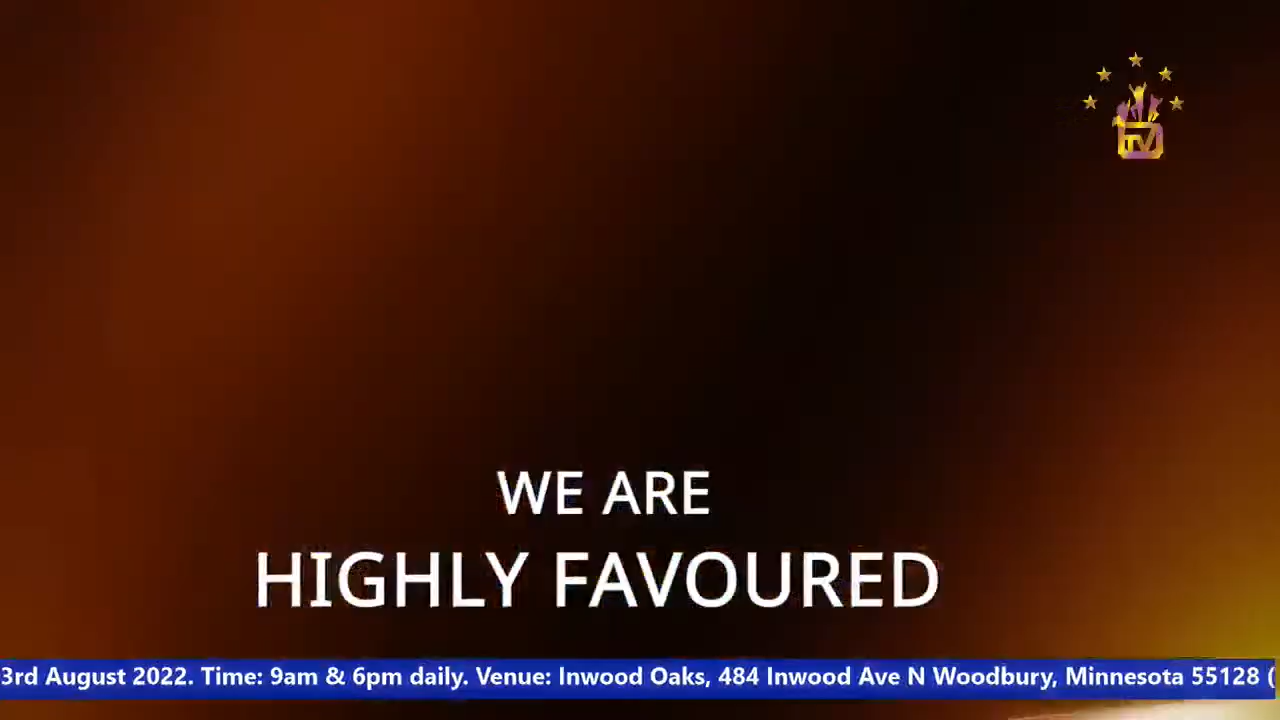 TV
WE ARE
HIGHLY FAVOURED
3rd August 2022. Time: 9am & 6pm daily. Venue: Inwood Oaks, 484 Inwood Ave N Woodbury, Minnesota 55128 (